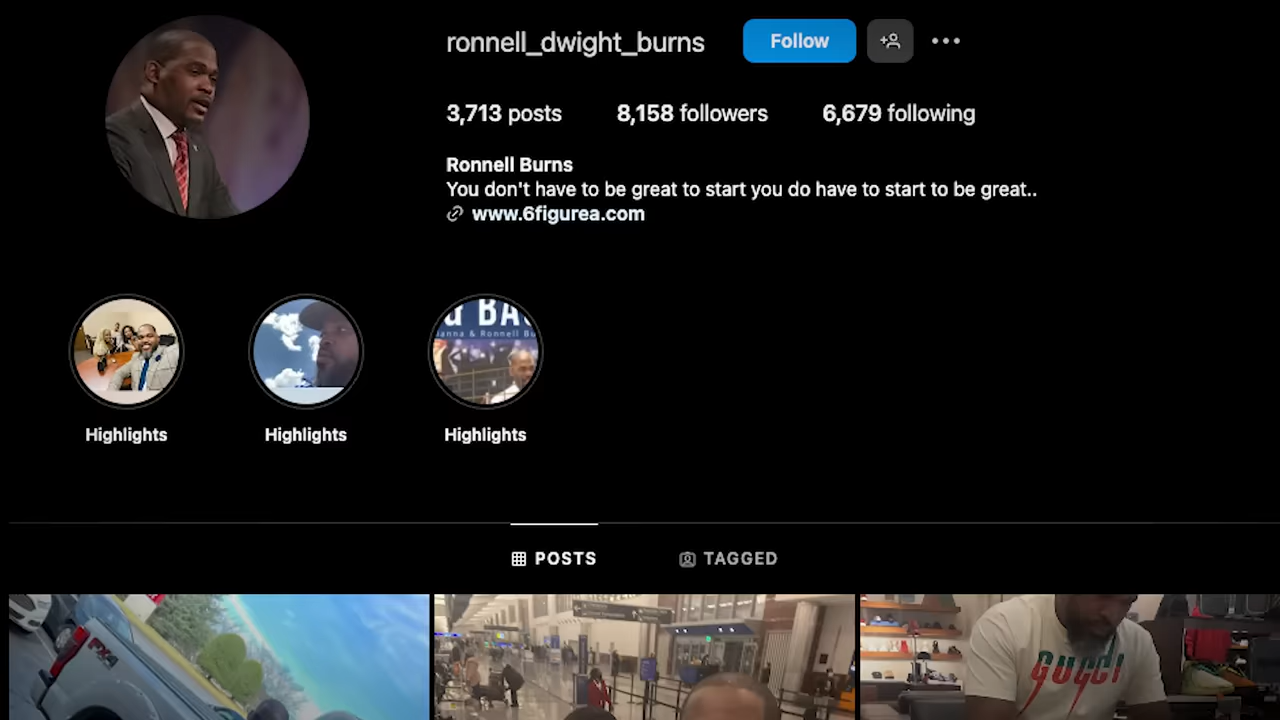 ronnell_dwight_burns
Follow
3,713 posts
8,158 followers
6,679 following
Ronnell Burns
You don't have to be great to start you do have to start to be great..
www.6figurea.com
Highlights
Highlights
Highlights
POSTS
TAGGED
GUCCI